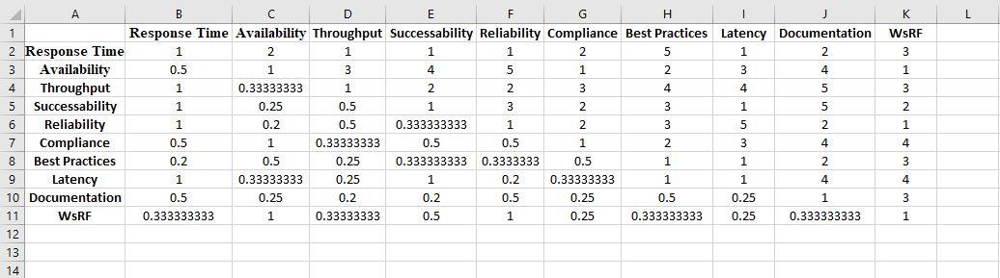 A B C D E F G H I J K L
1 Response Time Availability Throughput Successability Reliability Compliance Best Practices Latency Documentation WsRF
2 Response Time 1 2 1 1 1 2 5 1 2 3
3 Availability 0.5 1 3 4 5 1 2 3 4 1
4 Throughput 1 0.33333333 1 2 2 3 4 4 5 3
5 Successability 1 0.25 0.5 1 3 2 3 1 5 2
6 Reliability 1 0.2 0.5 0.333333333 1 2 3 5 2 1
7 Compliance 0.5 1 0.33333333 0.5 0.5 1 2 3 4 4
8 Best Practices 0.2 0.5 0.25 0.333333333 0.3333333 0.5 1 1 2 3
9 Latency 1 0.33333333 0.25 1 0.2 0.33333333 1 1 4 4
10 Documentation 0.5 0.25 0.2 0.2 0.5 0.25 0.5 0.25 1 3
11 WsRF 0.333333333 1 0.33333333 0.5 1 0.25 0.333333333 0.25 0.333333333 1
12
13
14